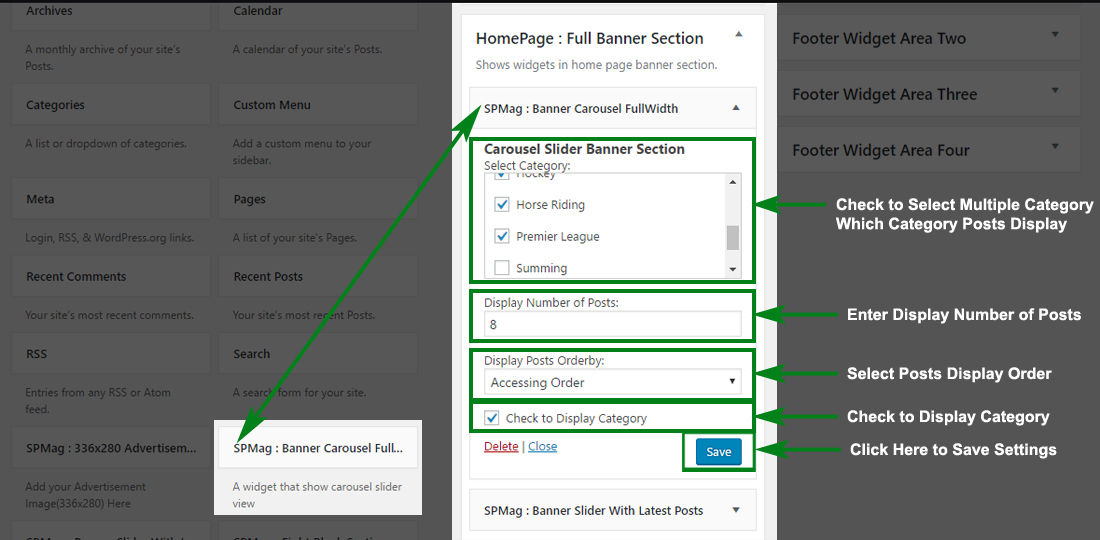 Archives
Calendar
A monthly archive of your site's
Posts.
A calendar of your site's Posts.
Categories
Custom Menu
A list or dropdown of categories.
Add a custom menu to your
sidebar.
Meta
Pages
Login, RSS, & WordPress.org links.
A list of your site's Pages.
Recent Comments
Recent Posts
Your site's most recent comments.
Your site's most recent Posts.
RSS
Search
Entries from any RSS or Atom
feed.
A search form for your site.
SPMag : 336x280 Advertisem...
SPMag : Banner Carousel Full...
Add your Advertisement
Image(336x280) Here
A widget that show carousel slider
view
HomePage : Full Banner Section
Shows widgets in home page banner section.
SPMag : Banner Carousel FullWidth
Carousel Slider Banner Section
Select Category:
Hockey
Horse Riding
Premier League
Summing
Display Number of Posts:
8
Display Posts Orderby:
Accessing Order
Check to Display Category
Delete | Close
Save
SPMag : Banner Slider With Latest Posts
Footer Widget Area Two
Footer Widget Area Three
Footer Widget Area Four
Check to Select Multiple Category
Which Category Posts Display
Enter Display Number of Posts
Select Posts Display Order
Check to Display Category
Click Here to Save Settings